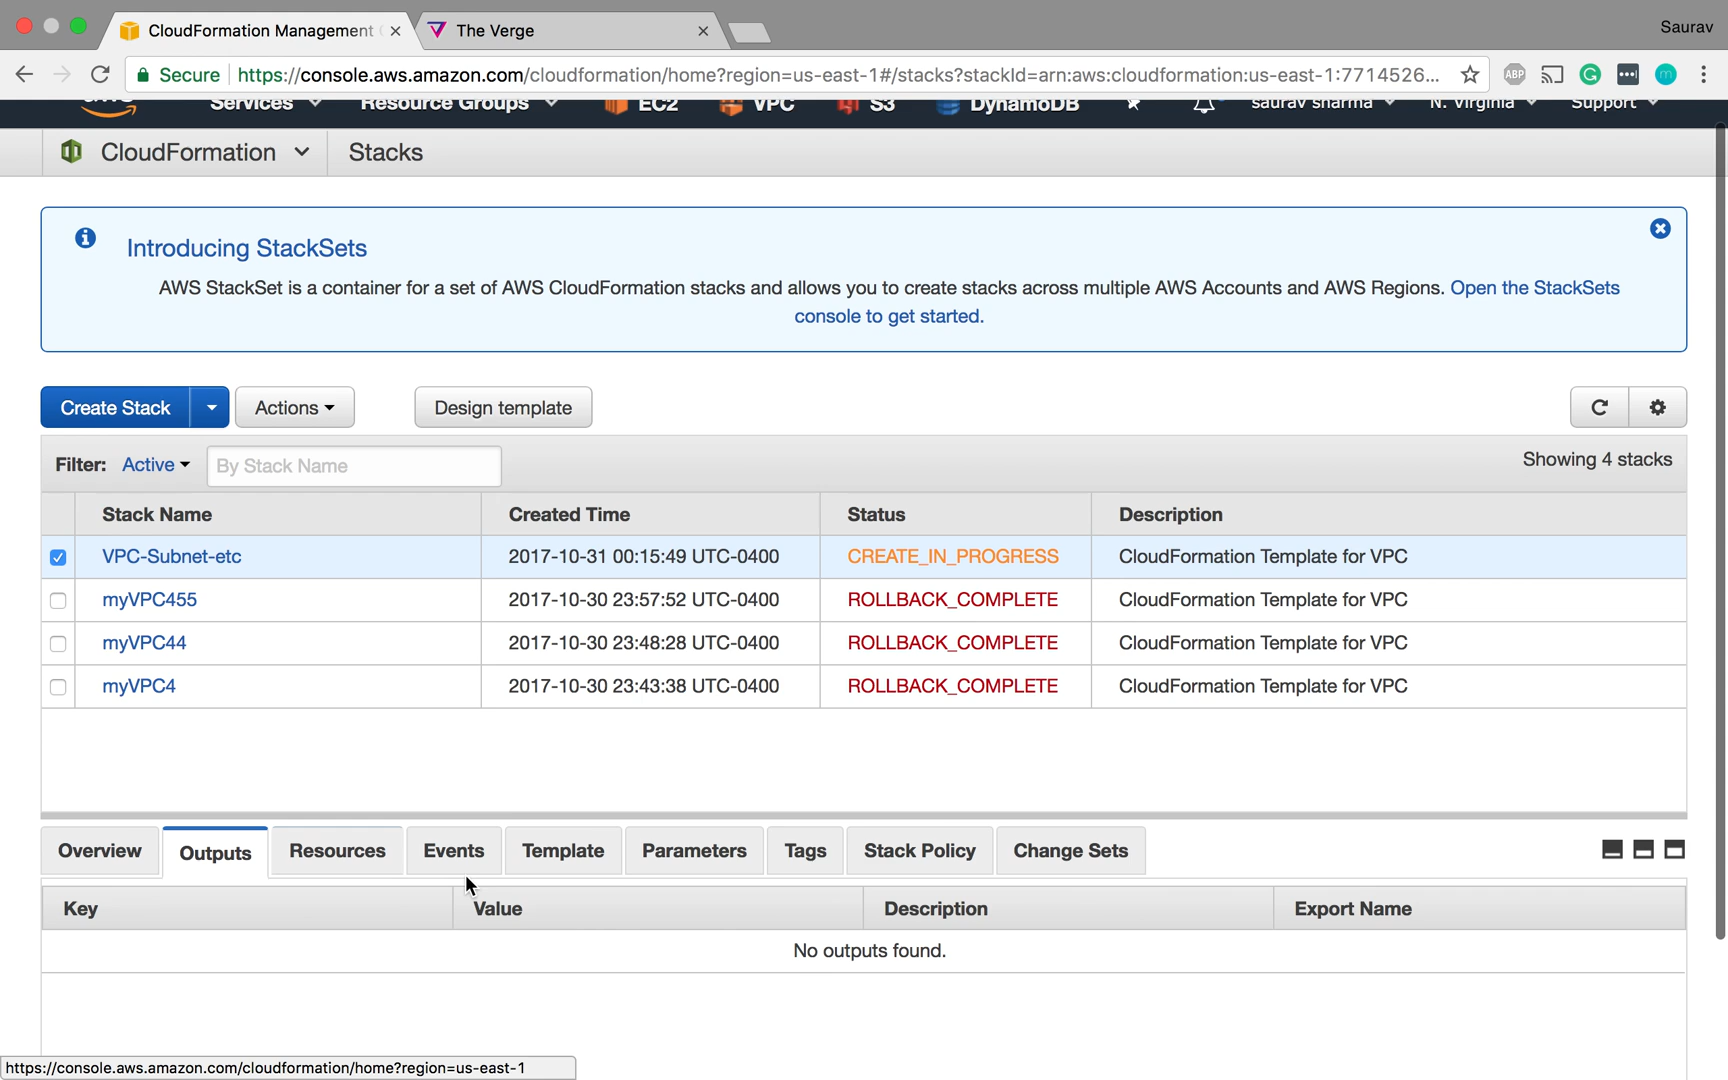 CloudFormation Management
The Verge
Saurav
Secure
https://console.aws.amazon.com/cloudformation/home?region=us-east-1#/stacks?stackId=arn:aws:cloudformation:us-east-1:7714526...
ABP
aws Services Resource Groups EC2 VPC S3 DynamoDB saurav sharma N. Virginia Support
CloudFormation Stacks
Introducing StackSets
AWS StackSet is a container for a set of AWS CloudFormation stacks and allows you to create stacks across multiple AWS Accounts and AWS Regions. Open the StackSets
console to get started.
Create Stack Actions Design template
Filter: Active By Stack Name Showing 4 stacks
Stack Name Created Time Status Description
VPC-Subnet-etc 2017-10-31 00:15:49 UTC-0400 CREATE_IN_PROGRESS CloudFormation Template for VPC
myVPC455 2017-10-30 23:57:52 UTC-0400 ROLLBACK_COMPLETE CloudFormation Template for VPC
myVPC44 2017-10-30 23:48:28 UTC-0400 ROLLBACK_COMPLETE CloudFormation Template for VPC
myVPC4 2017-10-30 23:43:38 UTC-0400 ROLLBACK_COMPLETE CloudFormation Template for VPC
Overview Outputs Resources Events Template Parameters Tags Stack Policy Change Sets
Key Value Description Export Name
No outputs found.
https://console.aws.amazon.com/cloudformation/home?region=us-east-1